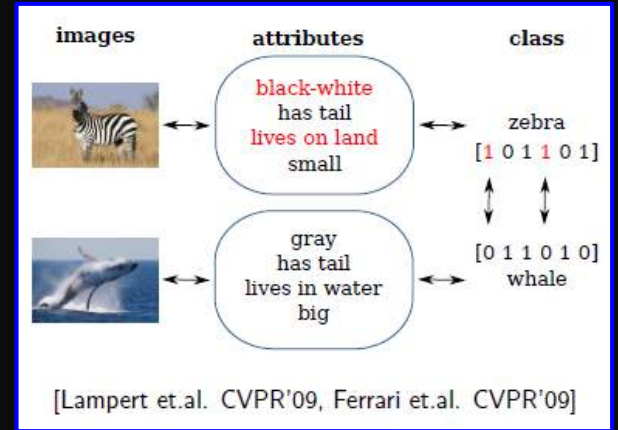 images attributes class
black-white
has tail
lives on land
small
zebra
[1 0 1 1 0 1]
gray
has tail
lives in water
big
[0 1 1 0 1 0]
whale
[Lampert et.al. CVPR'09, Ferrari et.al. CVPR'09]